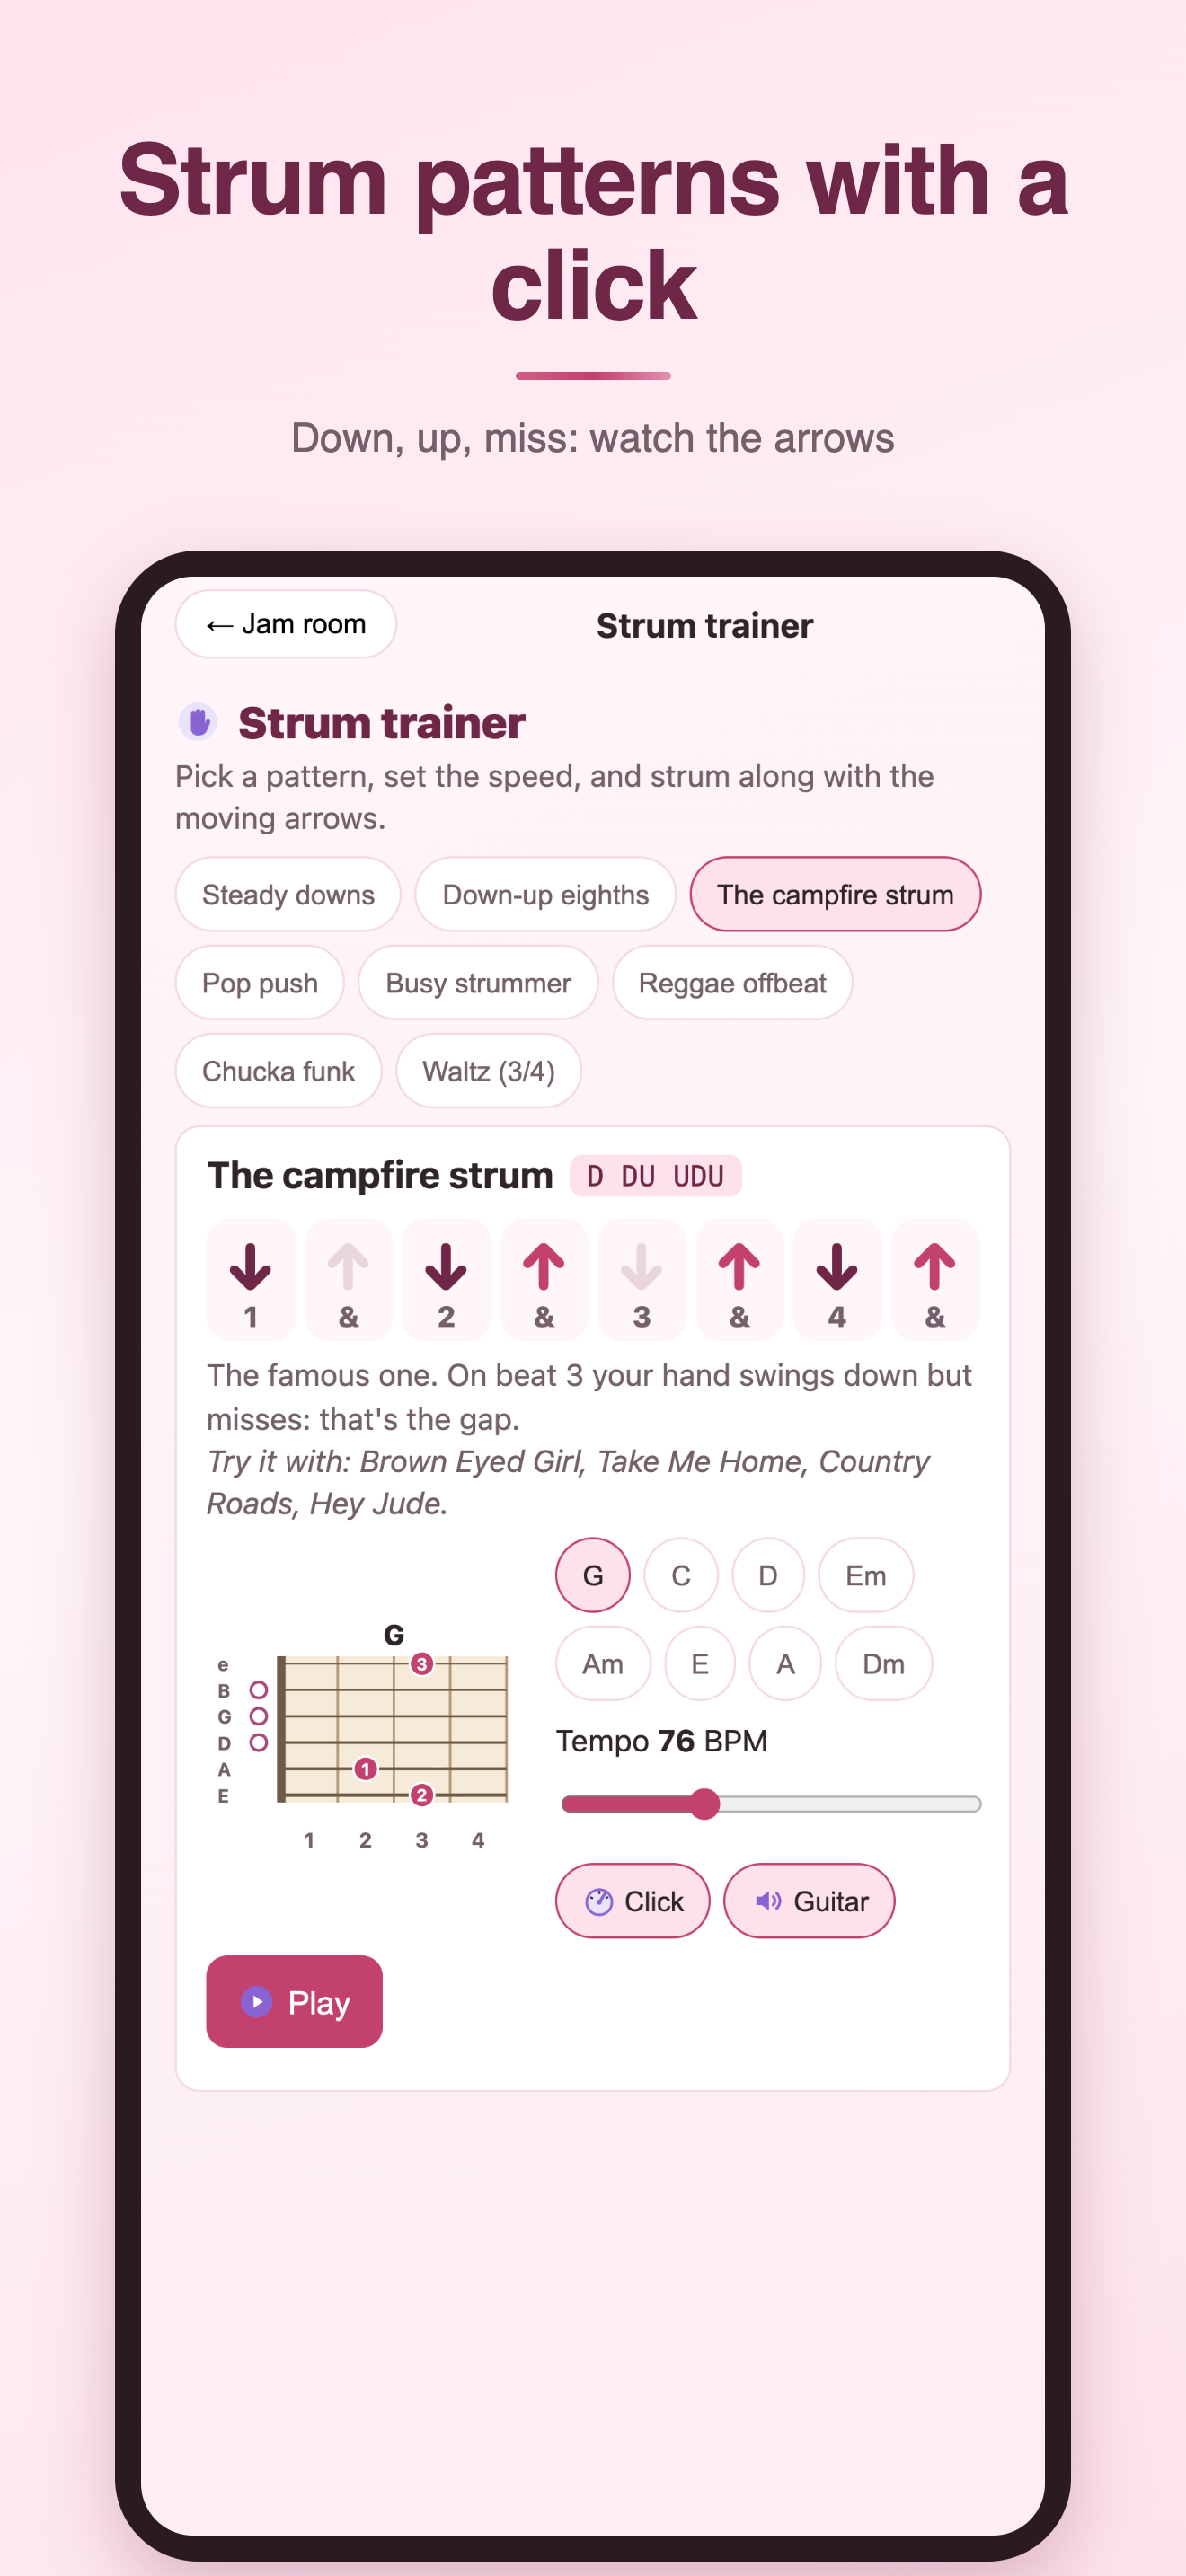 Strum patterns with a
click
Down, up, miss: watch the arrows
← Jam room
Strum trainer
Strum trainer
Pick a pattern, set the speed, and strum along with the
moving arrows.
Steady downs
Down-up eighths
The campfire strum
Pop push
Busy strummer
Reggae offbeat
Chucka funk
Waltz (3/4)
The campfire strum D DU UDU
1 & 2 & 3 & 4 &
The famous one. On beat 3 your hand swings down but
misses: that's the gap.
Try it with: Brown Eyed Girl, Take Me Home, Country
Roads, Hey Jude.
G
e
B
G
D
A
E
3
1
2
1 2 3 4
G C D Em
Am E A Dm
Tempo 76 BPM
Click
Guitar
Play